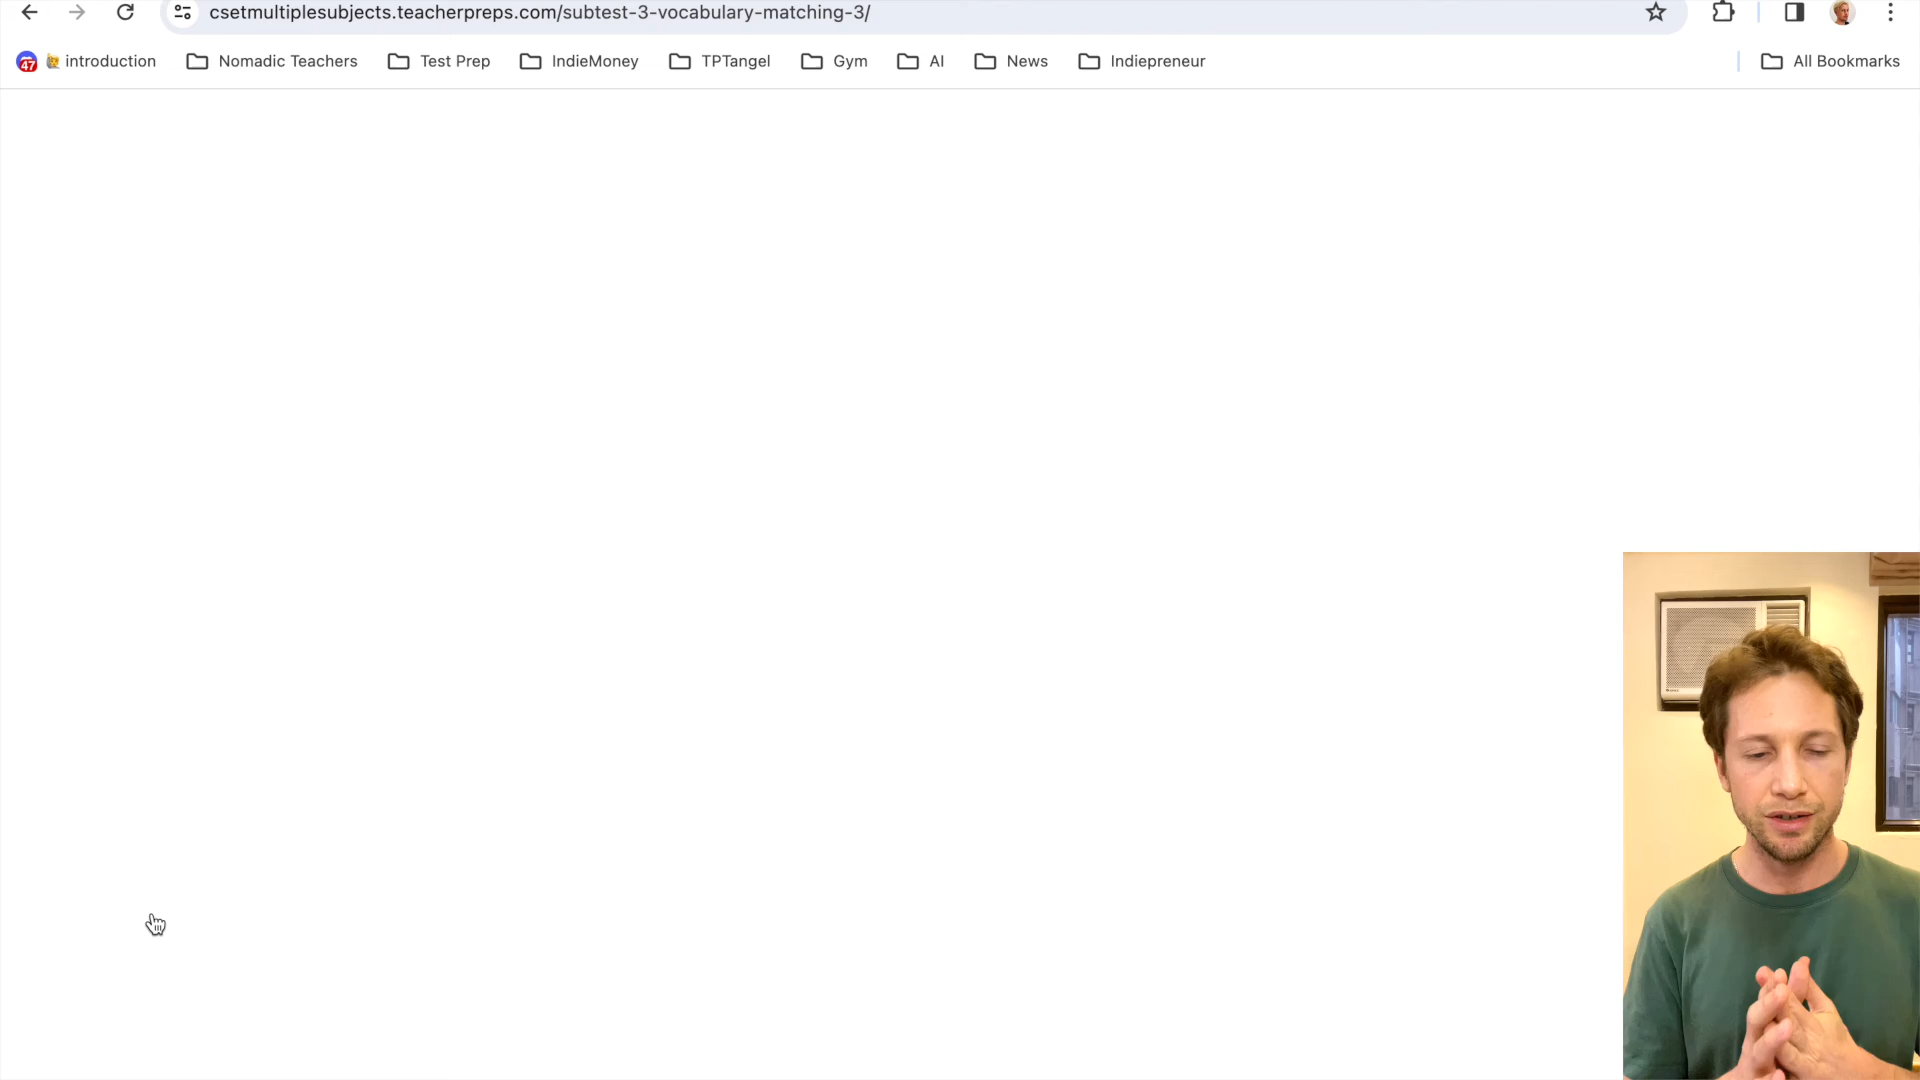 csetmultiplesubjects.teacherpreps.com/subtest-3-vocabulary-matching-3/
47 introduction Nomadic Teachers Test Prep IndieMoney TPTangel Gym AI News Indiepreneur All Bookmarks